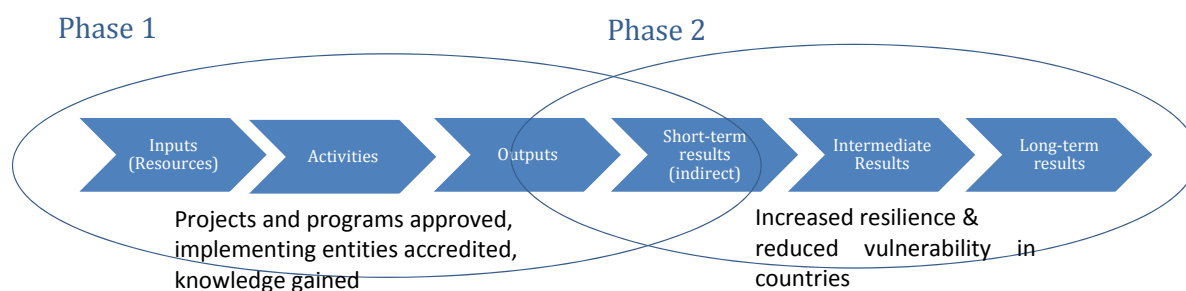 Phase 1
Phase 2
Inputs
(Resources)
Activities
Outputs
Short-term
results
(indirect)
Intermediate
Results
Long-term
results
Projects and programs approved,
implementing entities accredited,
knowledge gained
Increased resilience &
reduced vulnerability in
countries